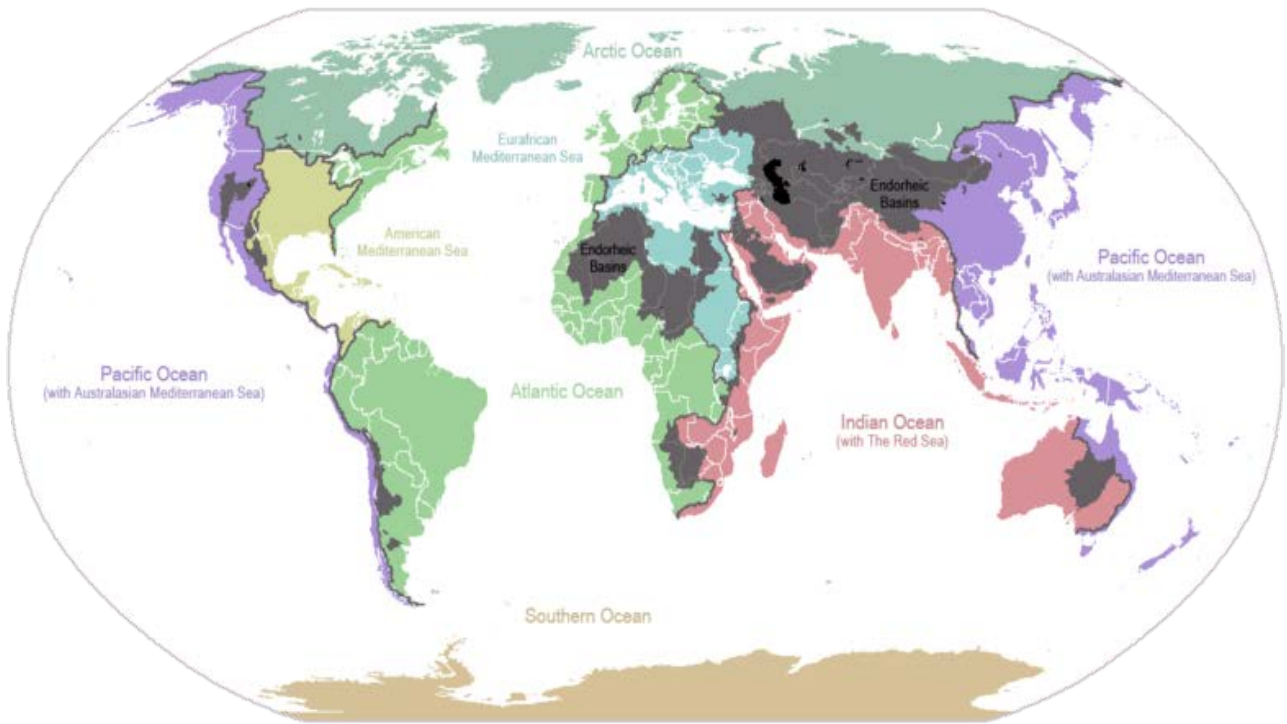 Arctic Ocean
Eurafrican
Mediterranean Sea
Endorheic
Basins
American
Mediterranean Sea
Endorheic
Basins
Pacific Ocean
(with Australasian Mediterranean Sea)
Pacific Ocean
(with Australasian Mediterranean Sea)
Atlantic Ocean
Indian Ocean
(with The Red Sea)
Southern Ocean